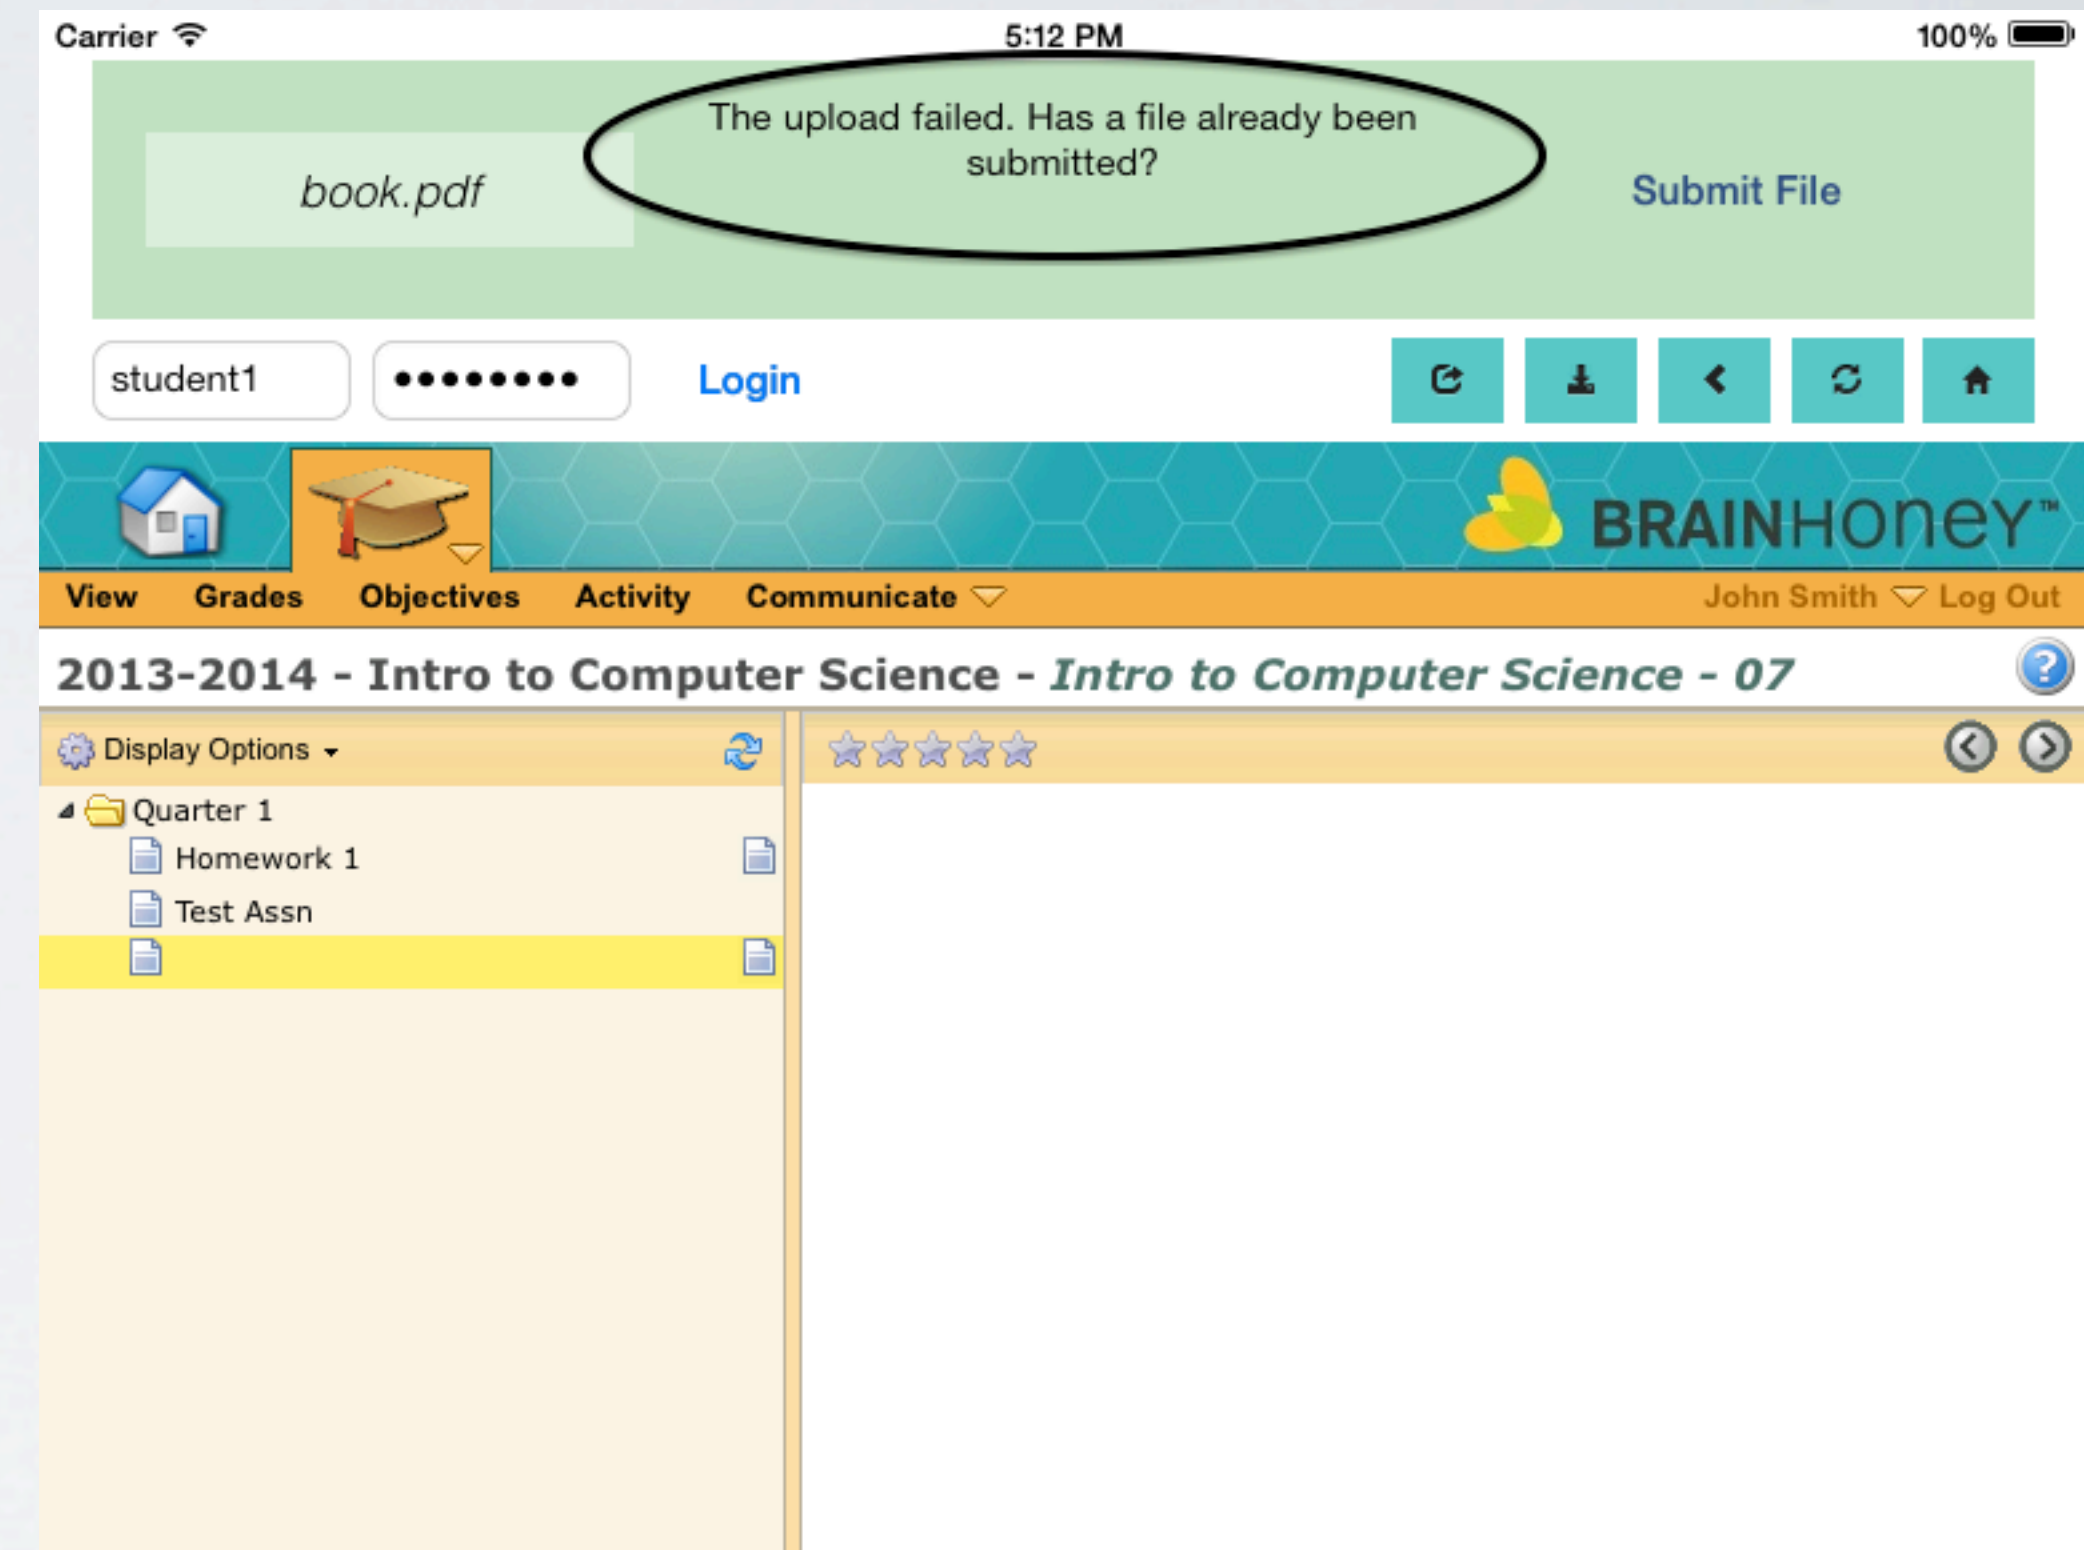 Carrier 5:12 PM 100%
The upload failed. Has a file already been
submitted?
book.pdf
Submit File
student1 •••••••• Login
BRAINHONEY™
View Grades Objectives Activity Communicate John Smith Log Out
2013-2014 - Intro to Computer Science - Intro to Computer Science - 07
Display Options
Quarter 1
Homework 1
Test Assn